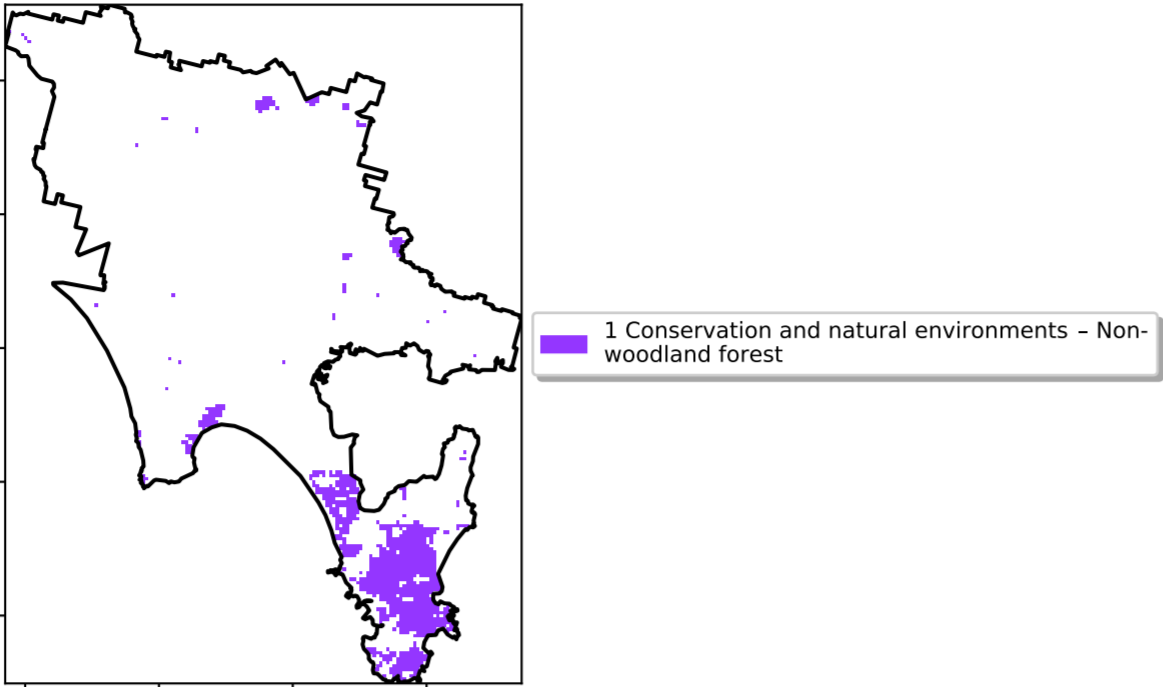 1 Conservation and natural environments – Non-
woodland forest